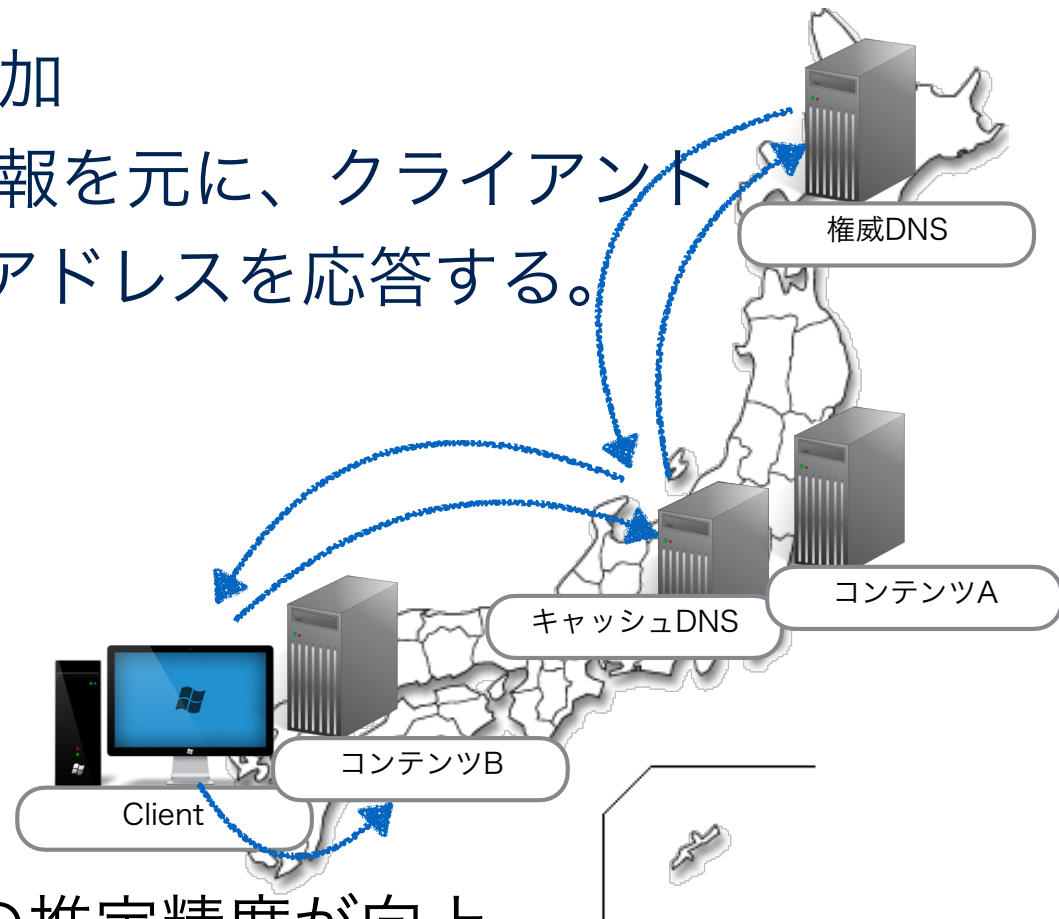 加
報を元に、クライアント
アドレスを応答する。
権威DNS
コンテンツA
キャッシュDNS
コンテンツB
Client
の推定精度が向上